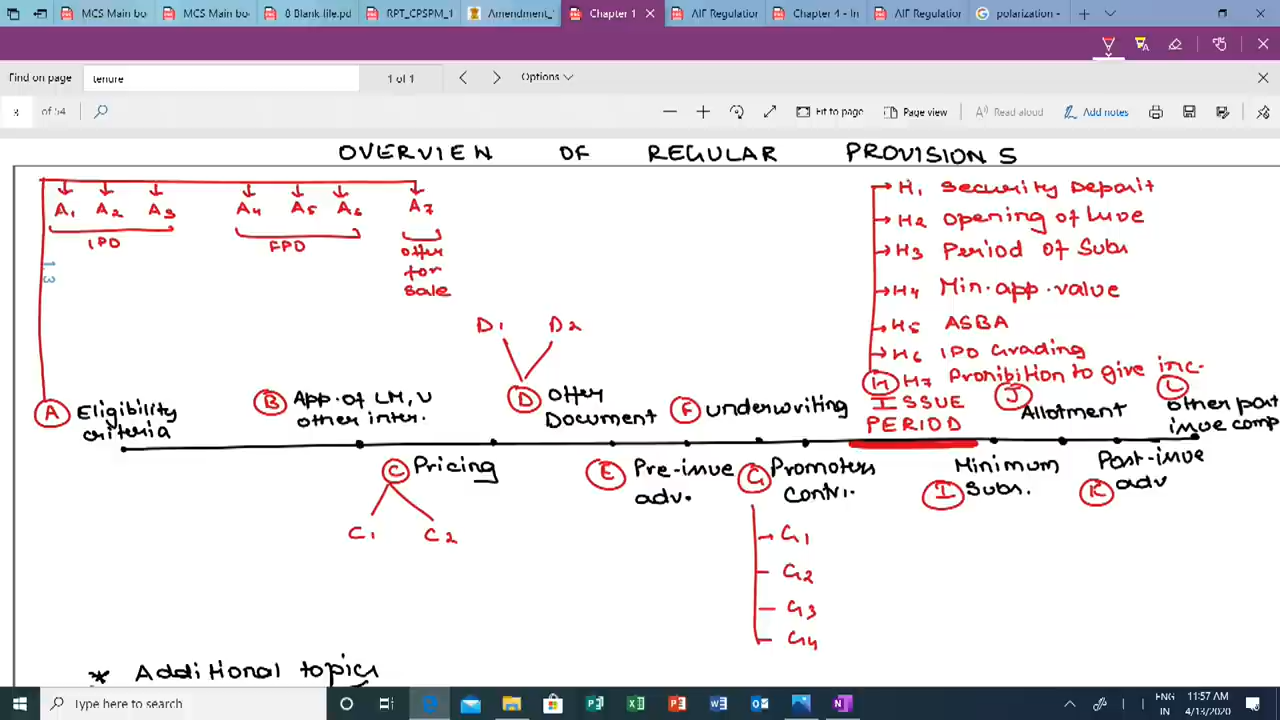 MCS Main bo
MCS Main bo
0 Blank file.pd
RPT_CPSPM_1
Amendment_
Chapter 1
AIF Regulation
Chapter 4 - In
AIF Regulation
polarization -
Find on page
tenure
1 of 1
Options
8
of 54
Fit to page
Page view
Read aloud
Add notes
OVERVIEW OF REGULAR PROVISIONS
A1 A2 A3 A4 A5 A6 A7
IPO
FPO
offer
for
sale
1.3
H1 Security Deposit
H2 Opening of Issue
H3 Period of Subs
H4 Min. app. value
H5 ASBA
H6 IPO Grading
H7 Prohibition to give inc.
D1 D2
A Eligibility
criteria
B App. of LM, U
other inter.
D Offer
Document
F Underwriting
H ISSUE
PERIOD
J Allotment
L other post
issue comp
C Pricing
C1 C2
E Pre-issue
adv.
G Promoters
contri.
G1
G2
G3
G4
I Minimum
Subs.
K Post-issue
adv
* Additional topics
Type here to search
ENG
IN
11:57 AM
4/13/2020